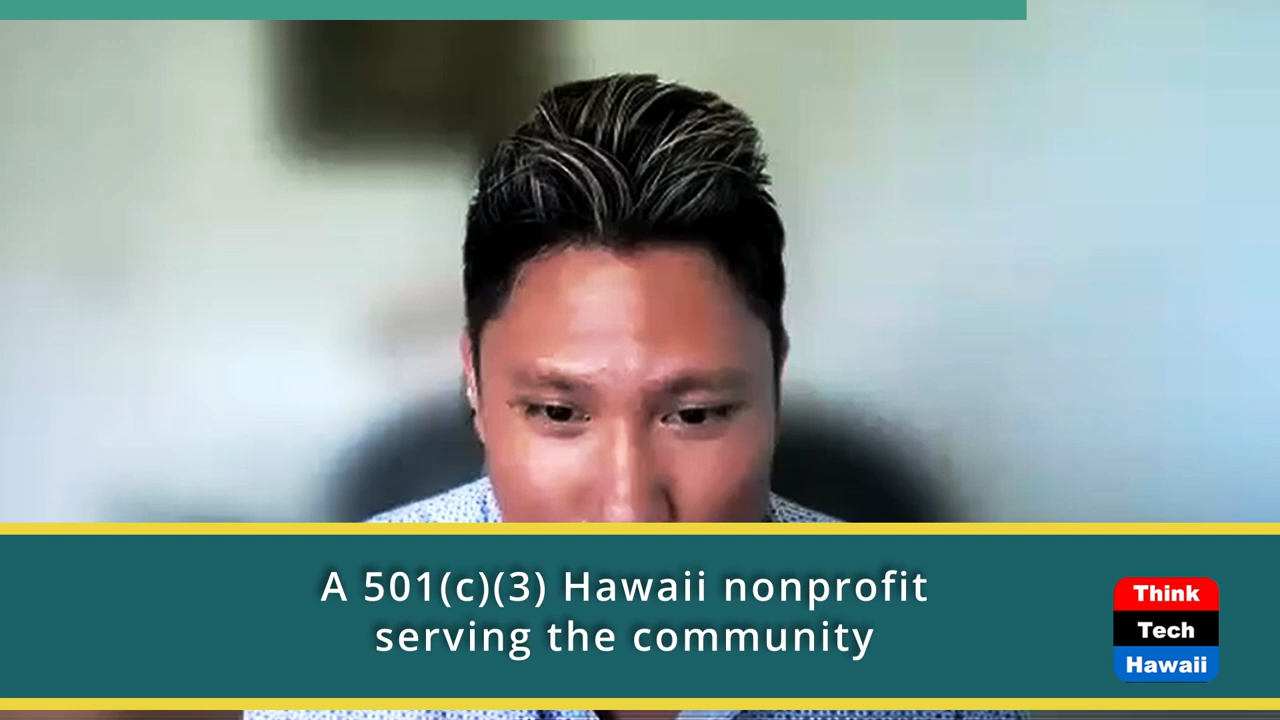 A 501(c)(3) Hawaii nonprofit
serving the community
Think
Tech
Hawaii